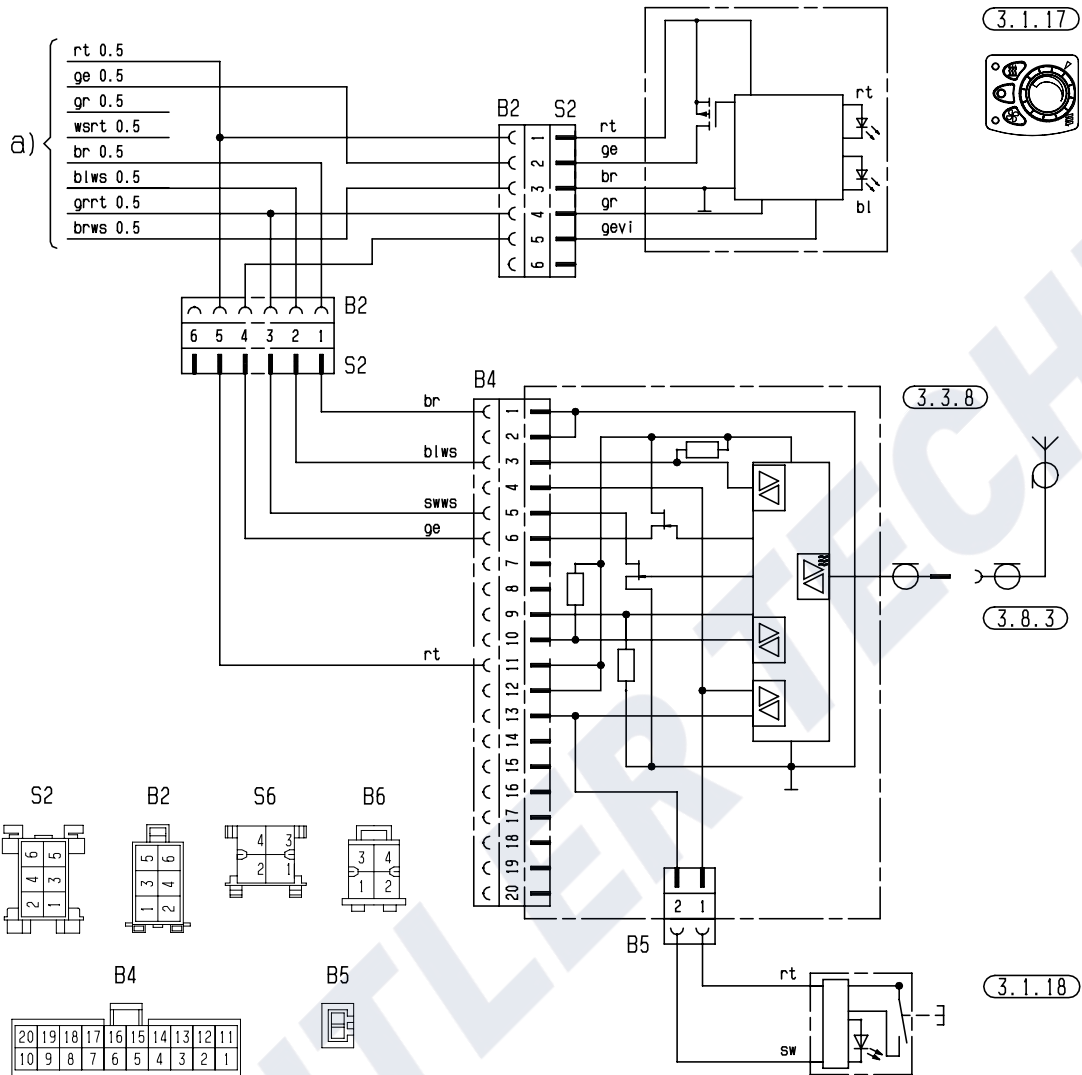 3.1.17
a)
rt 0.5
ge 0.5
gr 0.5
wsrt 0.5
br 0.5
blws 0.5
grrt 0.5
brws 0.5
B2 S2
1
2
3
4
5
6
rt
ge
br
gr
gevi
rt
bl
B2
6 5 4 3 2 1
S2
B4
br
blws
swws
ge
rt
1
2
3
4
5
6
7
8
9
10
11
12
13
14
15
16
17
18
19
20
3.3.8
3.8.3
2 1
B5
rt
sw
3.1.18
S2
6 5
4 3
2 1
B2
5 6
3 4
1 2
S6
4 3
2 1
B6
3 4
1 2
B4
20 19 18 17 16 15 14 13 12 11
10 9 8 7 6 5 4 3 2 1
B5
TLER TECH